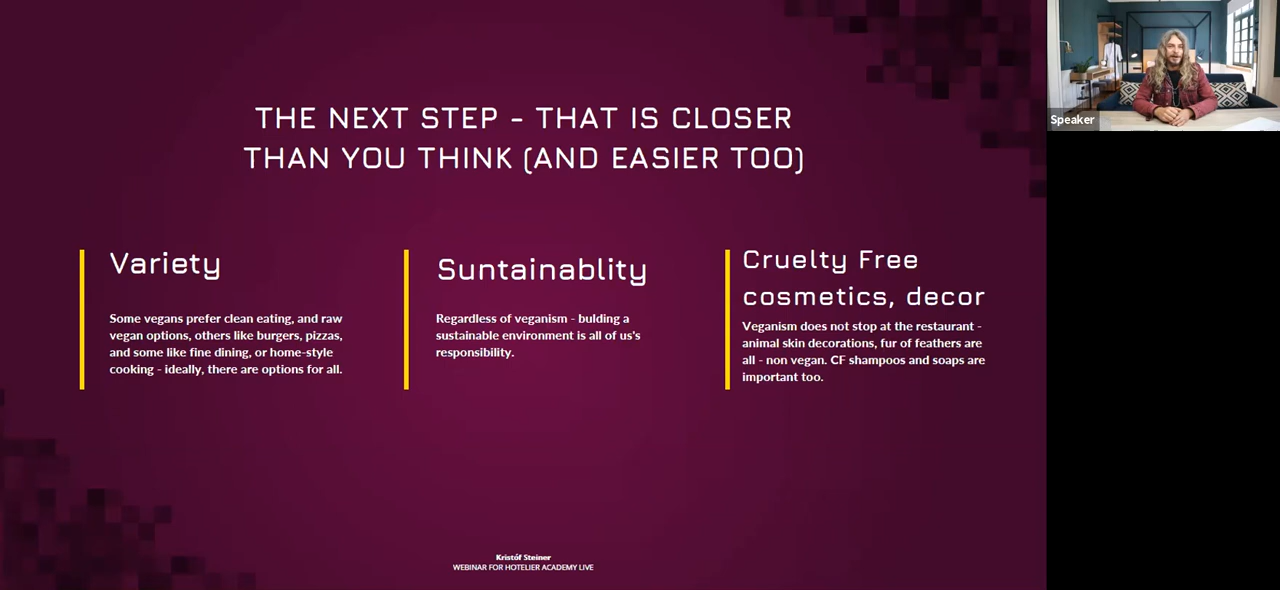 THE NEXT STEP - THAT IS CLOSER
THAN YOU THINK (AND EASIER TOO)
Variety
Some vegans prefer clean eating, and raw
vegan options, others like burgers, pizzas,
and some like fine dining, or home-style
cooking - ideally, there are options for all.
Suntainablity
Regardless of veganism - bulding a
sustainable environment is all of us's
responsibility.
Cruelty Free
cosmetics, decor
Veganism does not stop at the restaurant -
animal skin decorations, fur of feathers are
all - non vegan. CF shampoos and soaps are
important too.
Kristóf Steiner
WEBINAR FOR HOTELIER ACADEMY LIVE
Speaker